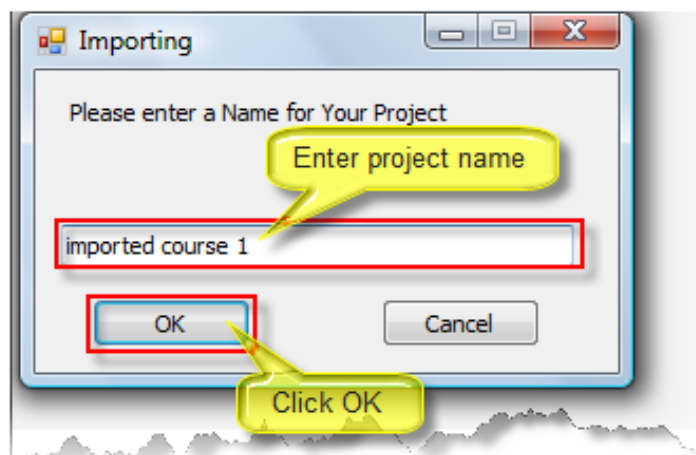 Importing
Please enter a Name for Your Project
Enter project name
imported course 1
OK
Cancel
Click OK